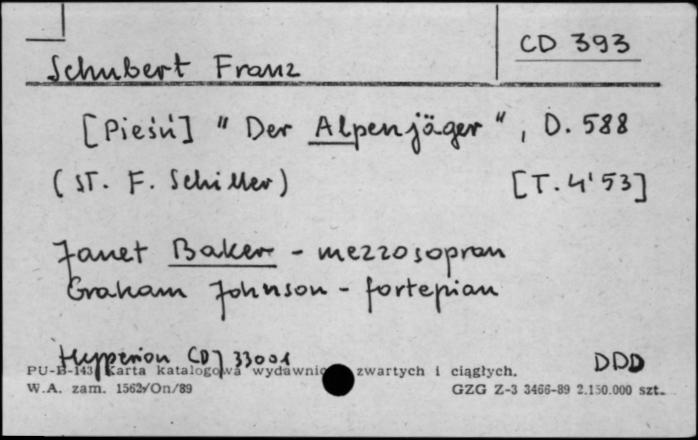 CD 393
Schubert Franz
[Pieśń] " Der Alpenjäger ", D. 588
(sł. F. Schiller) [T. 4'53]
Janet Baker - mezzosopran
Graham Johnson - fortepian
Hyperion CDJ 33001 DDD
PU-B-143 Karta katalogowa wydawnic zwartych i ciągłych.
W.A. zam. 1562/On/89 GZG Z-3 3466-89 2.150.000 szt.